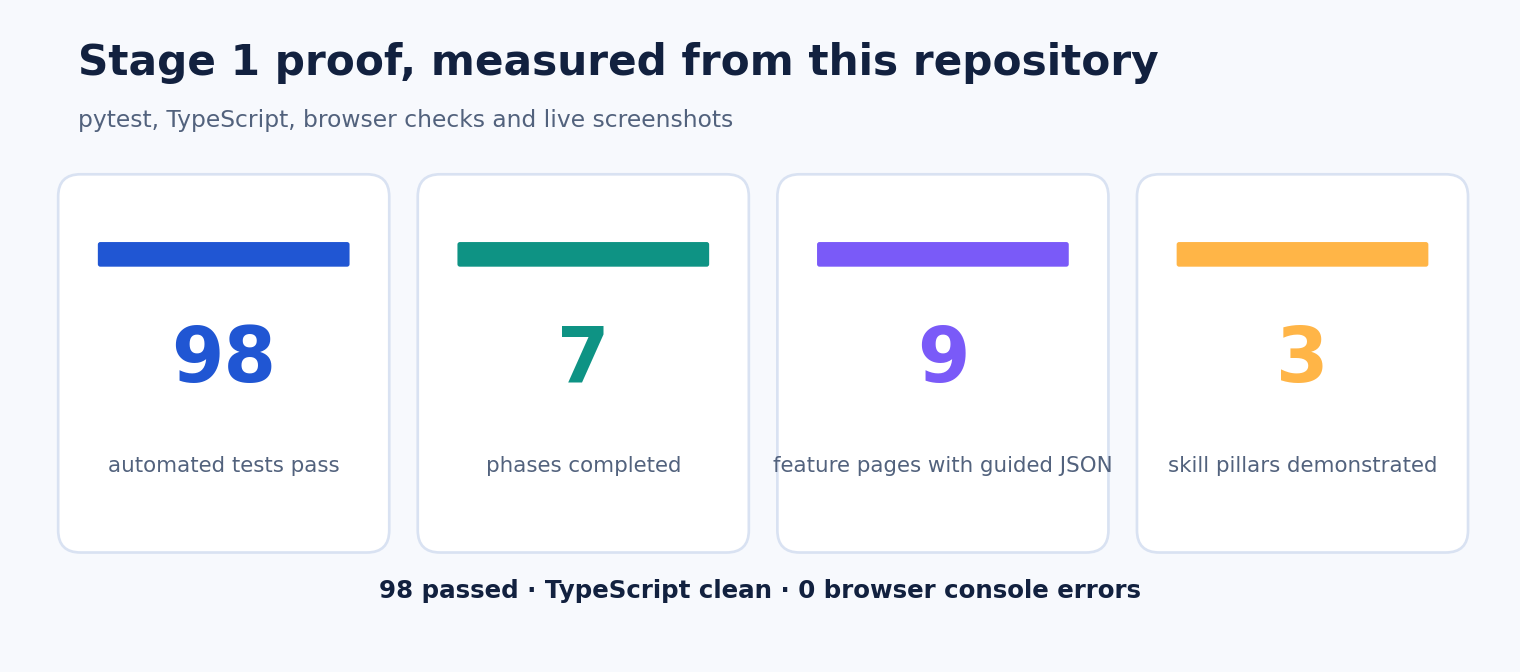 Stage 1 proof, measured from this repository
pytest, TypeScript, browser checks and live screenshots
98
automated tests pass
7
phases completed
9
feature pages with guided JSON
3
skill pillars demonstrated
98 passed · TypeScript clean · 0 browser console errors